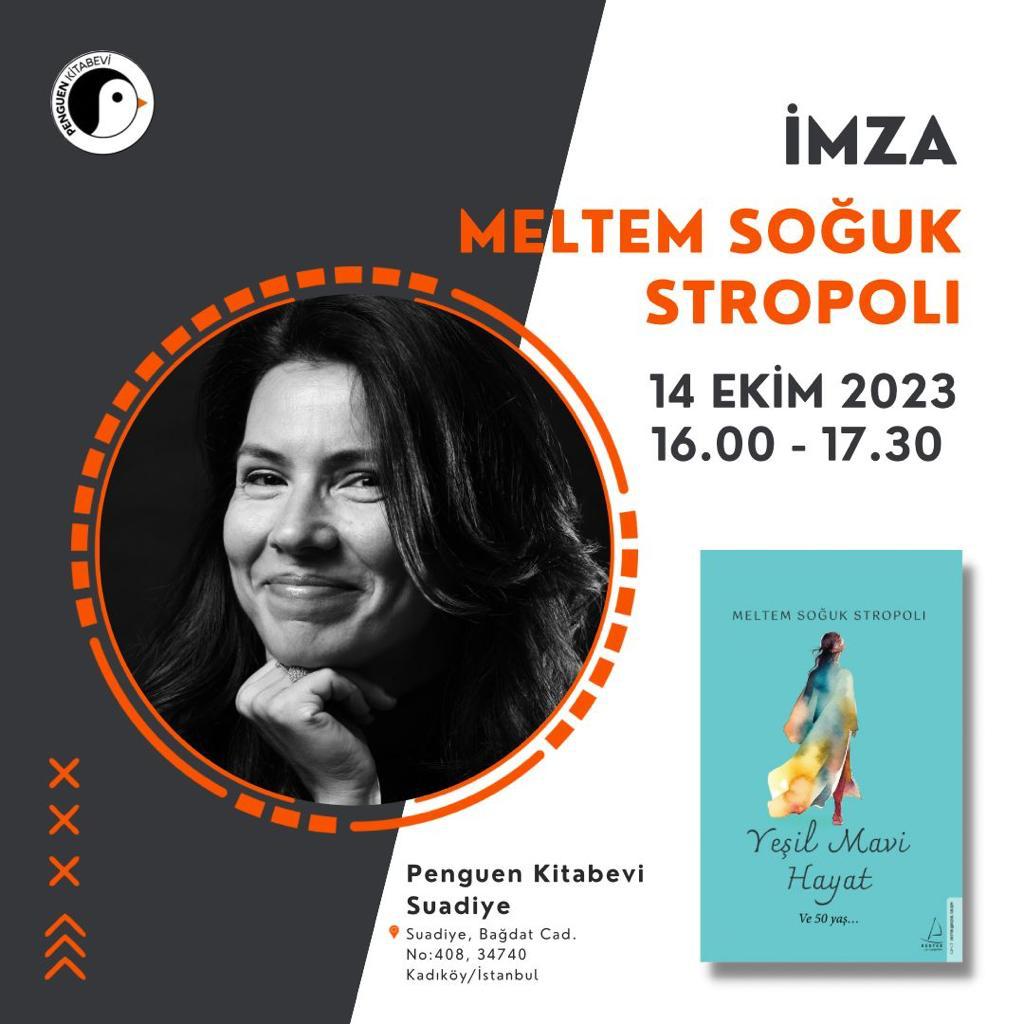 PENGUEN KİTABEVİ
İMZA
MELTEM SOĞUK
STROPOLI
14 EKİM 2023
16.00 - 17.30
MELTEM SOĞUK STROPOLI
Yeşil Mavi
Hayat
Ve 50 yaş...
Penguen Kitabevi
Suadiye
Suadiye, Bağdat Cad.
No:408, 34740
Kadıköy/İstanbul